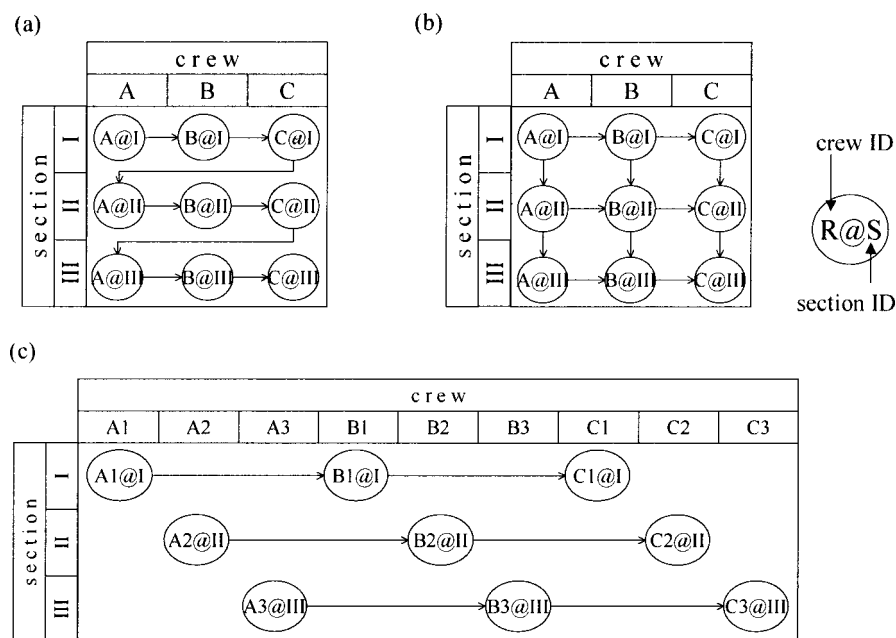 (a)
crew
A B C
section
I
A@I B@I C@I
II
A@II B@II C@II
III
A@III B@III C@III
(b)
crew
A B C
section
I
A@I B@I C@I
II
A@II B@II C@II
III
A@III B@III C@III
crew ID
R@S
section ID
(c)
crew
A1 A2 A3 B1 B2 B3 C1 C2 C3
section
I
A1@I B1@I C1@I
II
A2@II B2@II C2@II
III
A3@III B3@III C3@III